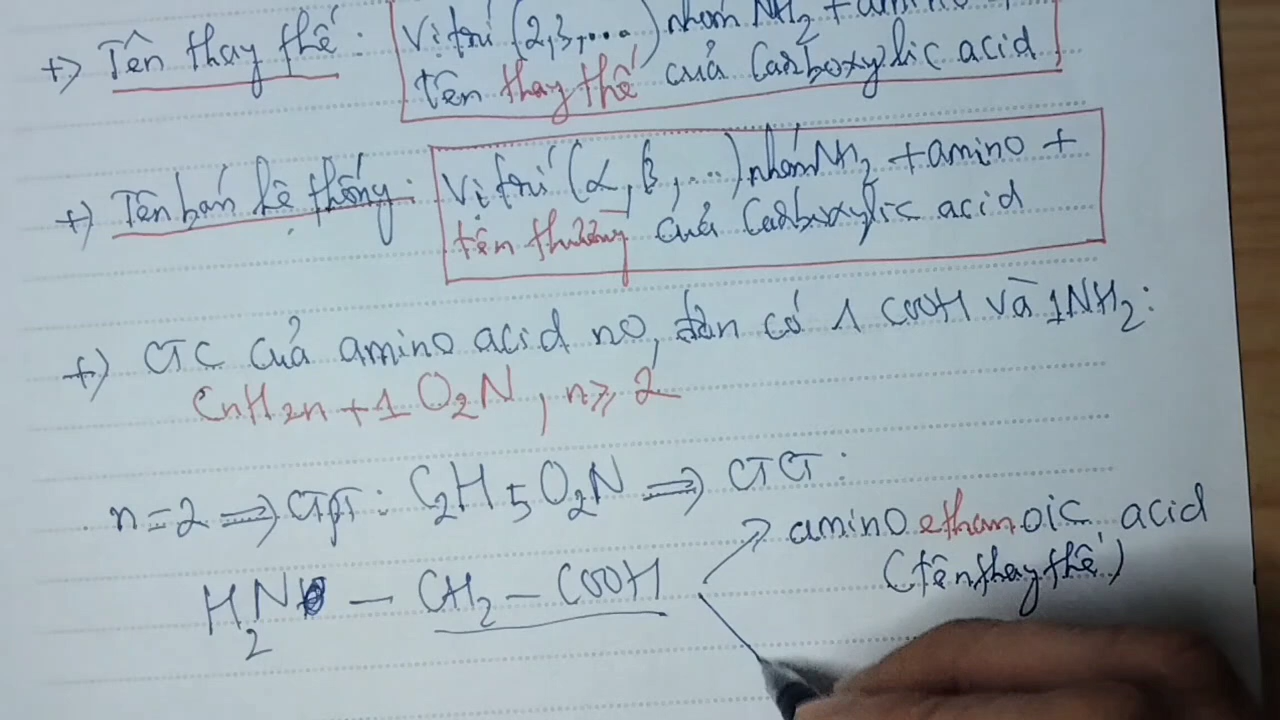 +) Tên thay thế: Vị trí (2,3,...) nhóm NH2 + amino
tên thay thế của Carboxylic acid
+) Tên bán hệ thống: Vị trí (α, β, ...) nhóm NH2 + amino +
tên thường của Carboxylic acid
+) CTC của amino acid no, đơn có 1 COOH và 1NH2:
CnH2n+1O2N, n ≥ 2
n=2 ⟹ CTPT: C2H5O2N ⟹ CTCT:
amino ethanoic acid
(tên thay thế)
H2N – CH2 – COOH